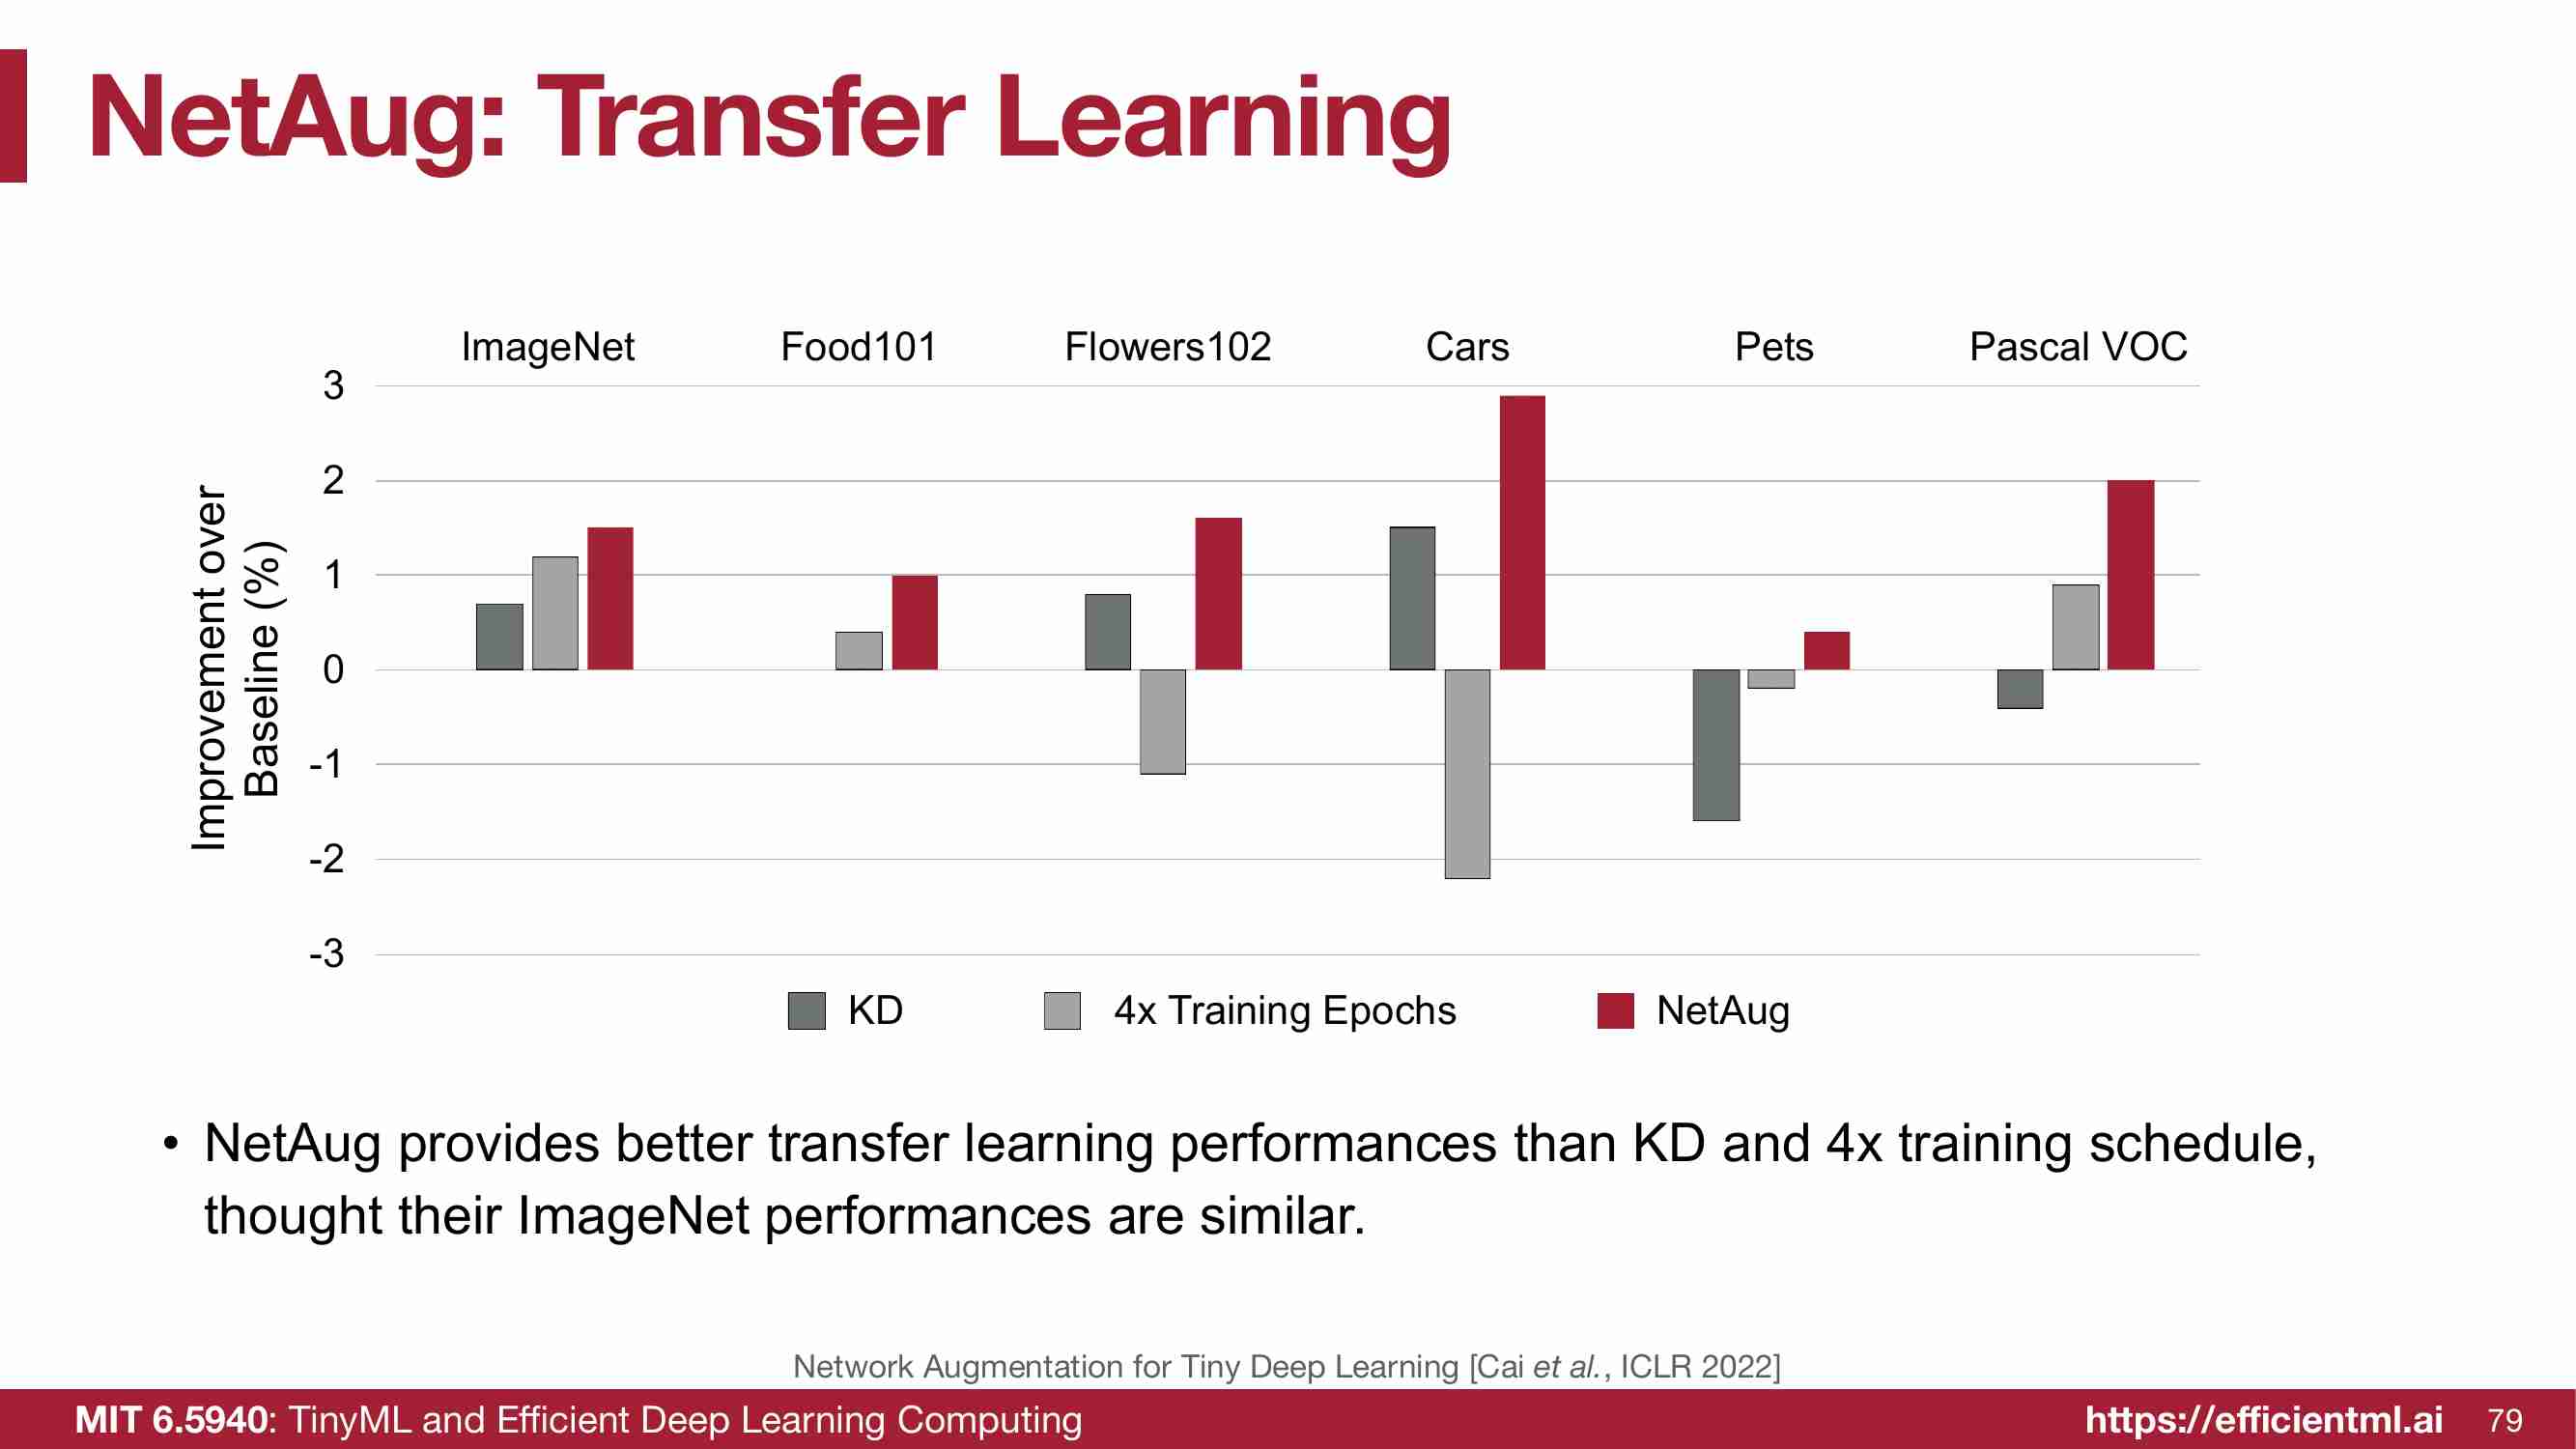 NetAug: Transfer Learning
ImageNet Food101 Flowers102 Cars Pets Pascal VOC
3
2
1
0
-1
-2
-3
Improvement over
Baseline (%)
KD 4x Training Epochs NetAug
• NetAug provides better transfer learning performances than KD and 4x training schedule,
thought their ImageNet performances are similar.
Network Augmentation for Tiny Deep Learning [Cai et al., ICLR 2022]
MIT 6.5940: TinyML and Efficient Deep Learning Computing https://efficientml.ai 79